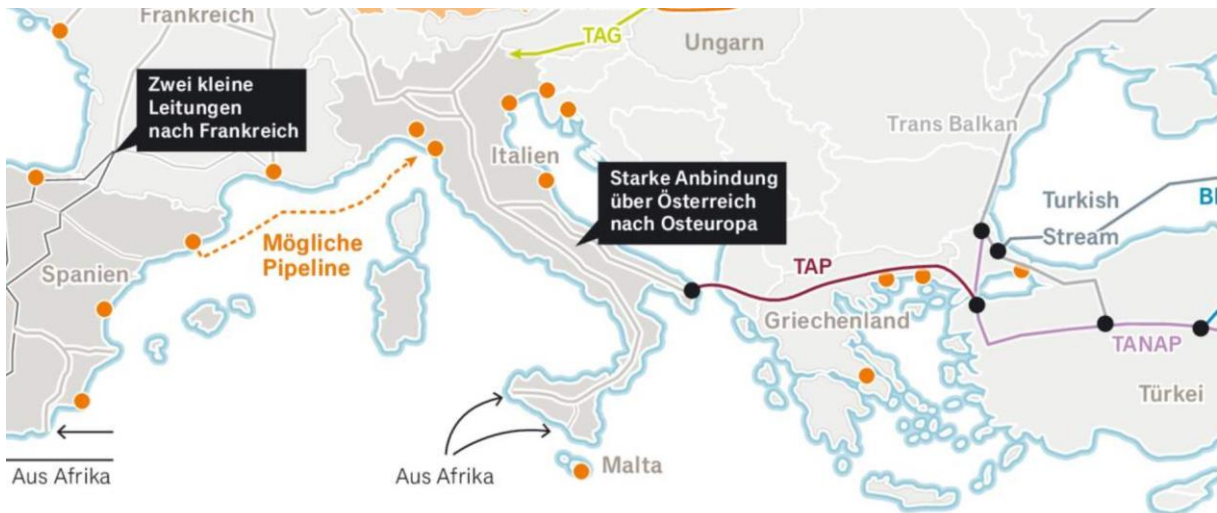 Frankreich
TAG
Ungarn
Zwei kleine
Leitungen
nach Frankreich
Trans Balkan
Italien
Starke Anbindung
über Österreich
nach Osteuropa
Turkish
Stream
Mögliche
Pipeline
Spanien
TAP
Griechenland
TANAP
Türkei
Aus Afrika
Aus Afrika
Malta